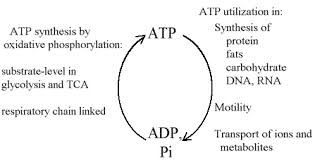 ATP synthesis by
oxidative phosphorylation:
substrate-level in
glycolysis and TCA
respiratory chain linked
ATP
ADP,
Pi
ATP utilization in:
Synthesis of
protein
fats
carbohydrate
DNA, RNA
Motility
Transport of ions and
metabolites